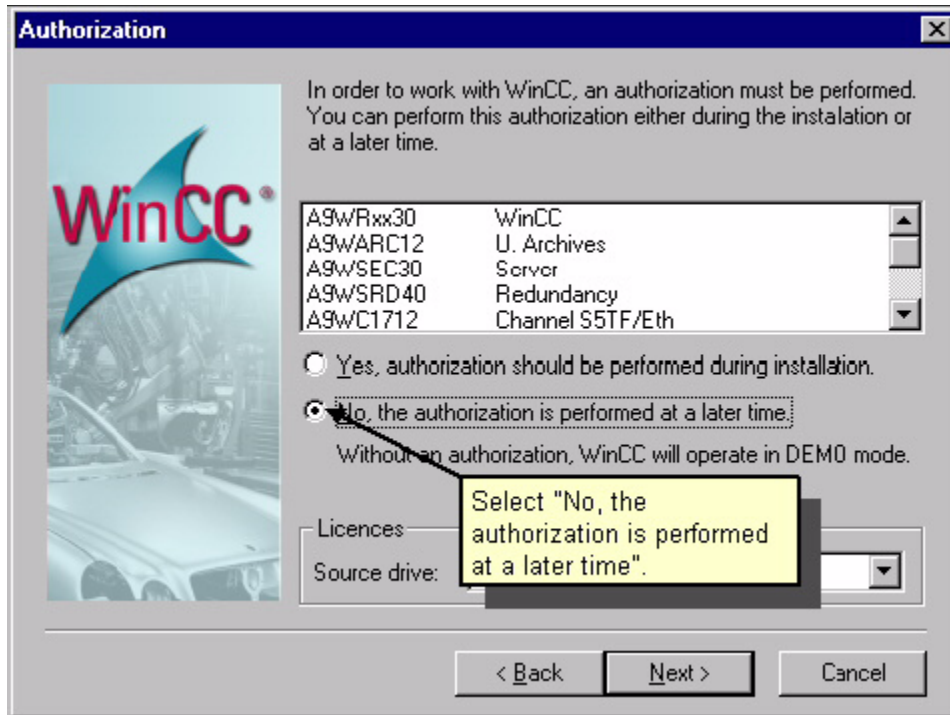 Authorization
WinCC®
In order to work with WinCC, an authorization must be performed.
You can perform this authorization either during the instalation or
at a later time.
A9WRxx30 WinCC
A9WARC12 U. Archives
A9WSEC30 Server
A9WSRD40 Redundancy
A9WC1712 Channel S5TF/Eth
Yes, authorization should be performed during installation.
No, the authorization is performed at a later time.
Without an authorization, WinCC will operate in DEMO mode.
Select "No, the
authorization is performed
at a later time".
Licences
Source drive:
< Back
Next >
Cancel